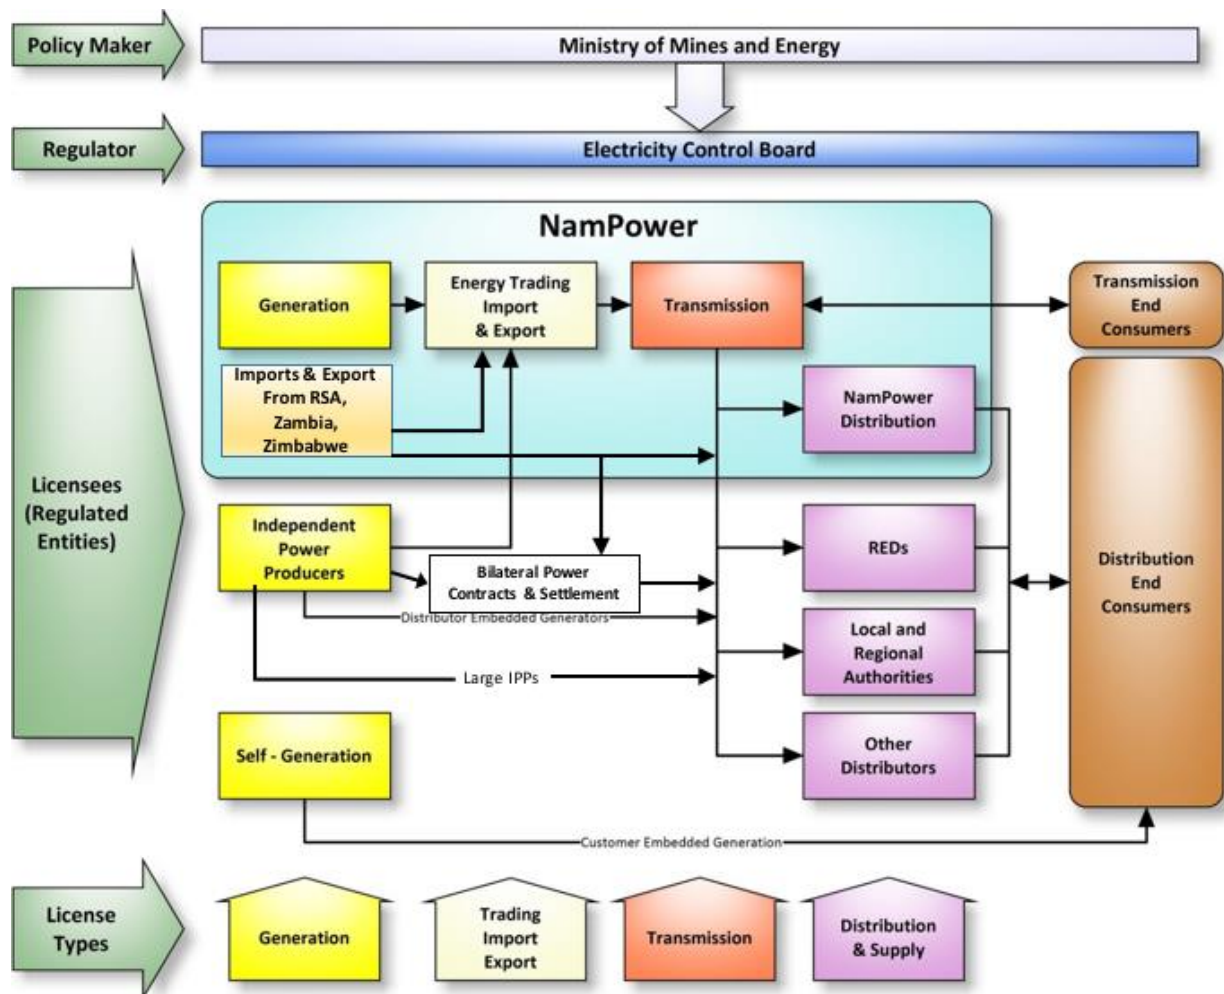 Policy Maker
Ministry of Mines and Energy
Regulator
Electricity Control Board
NamPower
Generation
Energy Trading
Import
& Export
Transmission
Transmission
End
Consumers
Imports & Export
From RSA,
Zambia,
Zimbabwe
NamPower
Distribution
Licensees
(Regulated
Entities)
Independent
Power
Producers
Bilateral Power
Contracts & Settlement
REDs
Distribution
End
Consumers
Distributor Embedded Generators
Local and
Regional
Authorities
Large IPPs
Self - Generation
Other
Distributors
Customer Embedded Generation
License
Types
Generation
Trading
Import
Export
Transmission
Distribution
& Supply